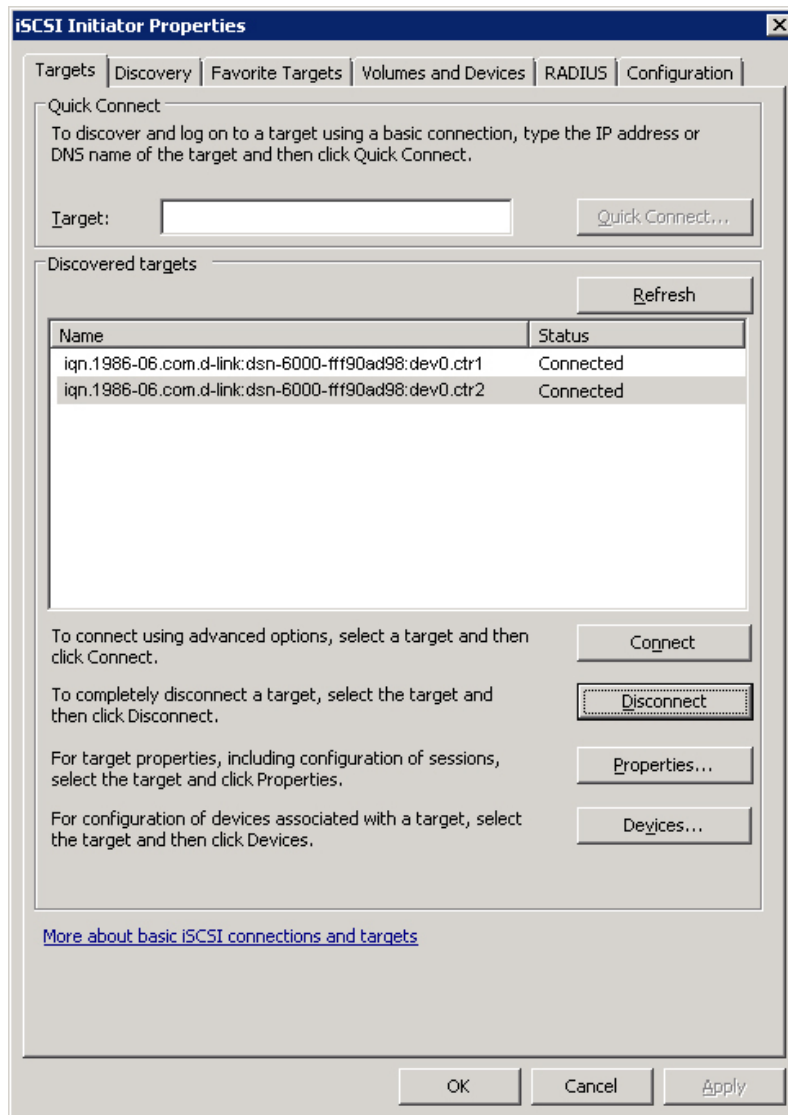 iSCSI Initiator Properties
Targets Discovery Favorite Targets Volumes and Devices RADIUS Configuration
Quick Connect
To discover and log on to a target using a basic connection, type the IP address or
DNS name of the target and then click Quick Connect.
Target: Quick Connect...
Discovered targets
Refresh
Name Status
iqn.1986-06.com.d-link:dsn-6000-fff90ad98:dev0.ctr1 Connected
iqn.1986-06.com.d-link:dsn-6000-fff90ad98:dev0.ctr2 Connected
To connect using advanced options, select a target and then
click Connect.
Connect
To completely disconnect a target, select the target and
then click Disconnect.
Disconnect
For target properties, including configuration of sessions,
select the target and click Properties.
Properties...
For configuration of devices associated with a target, select
the target and then click Devices.
Devices...
More about basic iSCSI connections and targets
OK Cancel Apply